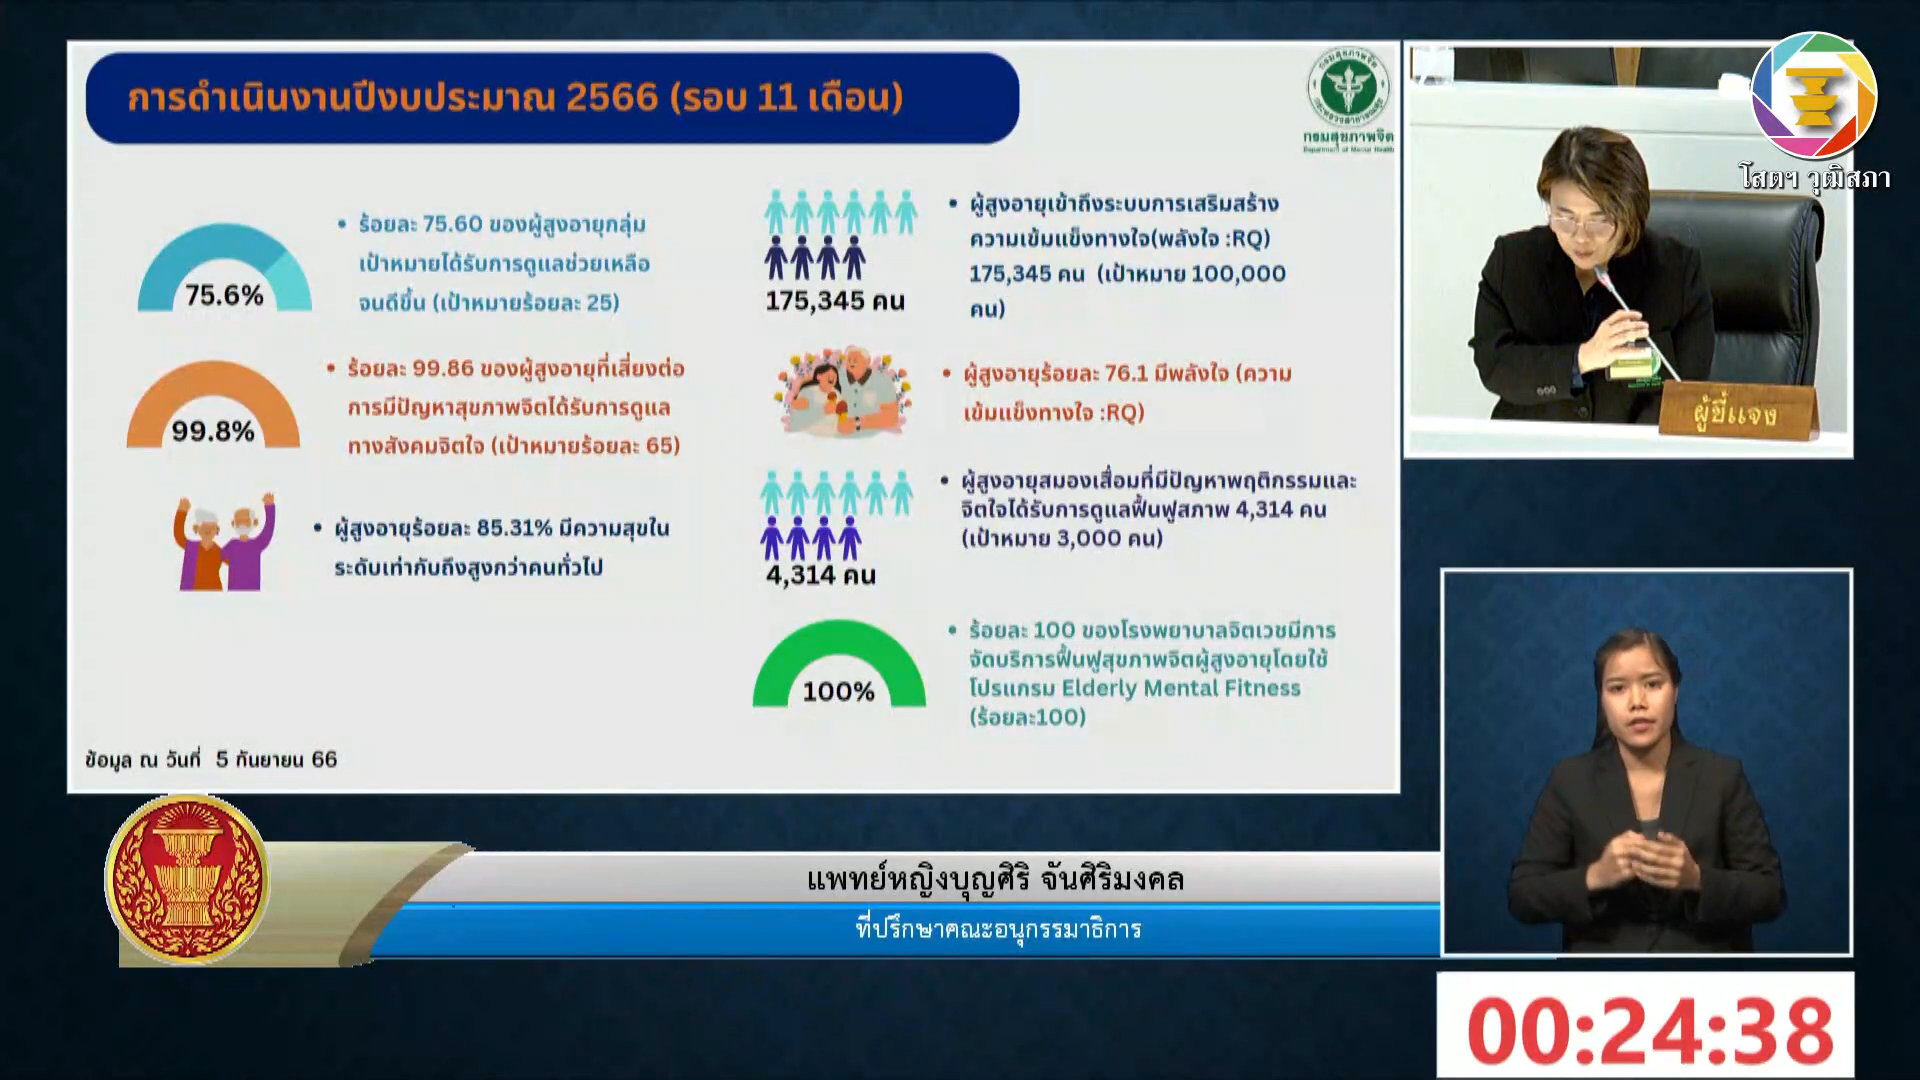 การดำเนินงานปีงบประมาณ 2566 (รอบ 11 เดือน)
กรมสุขภาพจิต
Department of Mental Health
75.6%
• ร้อยละ 75.60 ของผู้สูงอายุกลุ่ม
เป้าหมายได้รับการดูแลช่วยเหลือ
จนดีขึ้น (เป้าหมายร้อยละ 25)
99.8%
• ร้อยละ 99.86 ของผู้สูงอายุที่เสี่ยงต่อ
การมีปัญหาสุขภาพจิตได้รับการดูแล
ทางสังคมจิตใจ (เป้าหมายร้อยละ 65)
• ผู้สูงอายุร้อยละ 85.31% มีความสุขใน
ระดับเท่ากับถึงสูงกว่าคนทั่วไป
175,345 คน
• ผู้สูงอายุเข้าถึงระบบการเสริมสร้าง
ความเข้มแข็งทางใจ(พลังใจ :RQ)
175,345 คน (เป้าหมาย 100,000
คน)
• ผู้สูงอายุร้อยละ 76.1 มีพลังใจ (ความ
เข้มแข็งทางใจ :RQ)
4,314 คน
• ผู้สูงอายุสมองเสื่อมที่มีปัญหาพฤติกรรมและ
จิตใจได้รับการดูแลฟื้นฟูสภาพ 4,314 คน
(เป้าหมาย 3,000 คน)
100%
• ร้อยละ 100 ของโรงพยาบาลจิตเวชมีการ
จัดบริการฟื้นฟูสุขภาพจิตผู้สูงอายุโดยใช้
โปรแกรม Elderly Mental Fitness
(ร้อยละ100)
ข้อมูล ณ วันที่ 5 กันยายน 66
โสตฯ วุฒิสภา
ผู้ชี้แจง
แพทย์หญิงบุญศิริ จันศิริมงคล
ที่ปรึกษาคณะอนุกรรมาธิการ
00:24:38